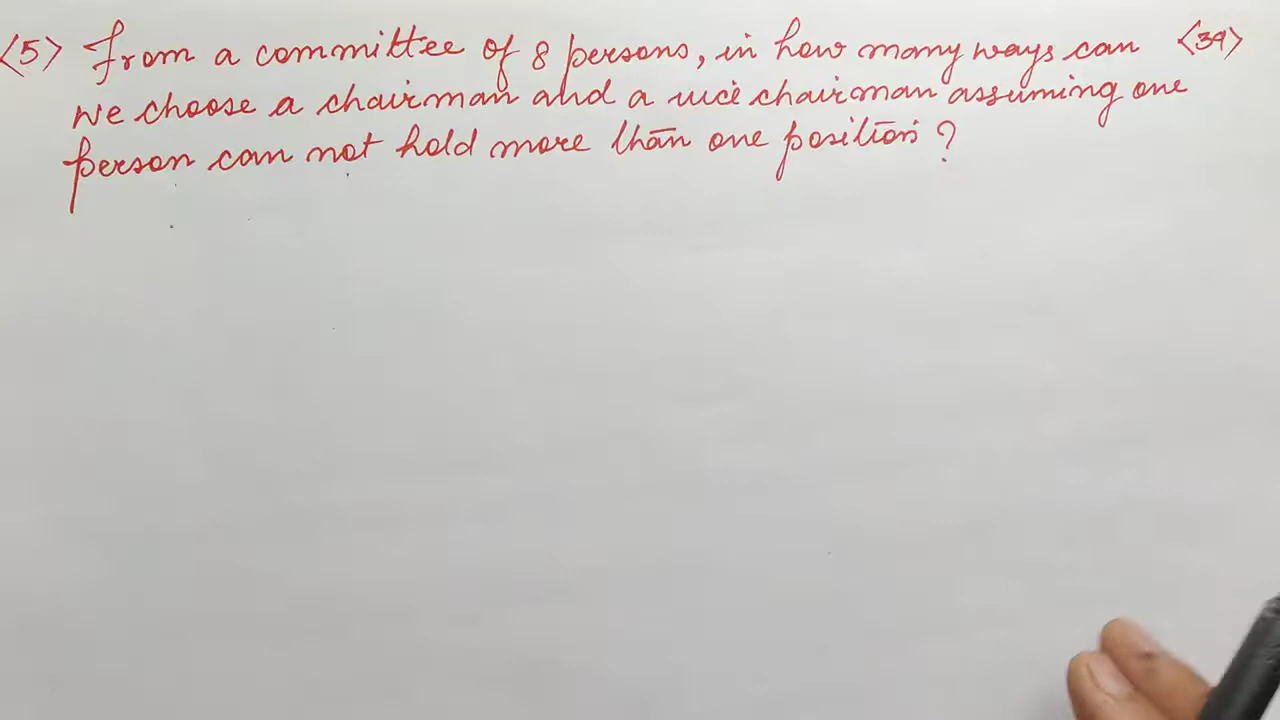 <5> From a committee of 8 persons, in how many ways can <34>
we choose a chairman and a vice chairman assuming one
person can not hold more than one position?